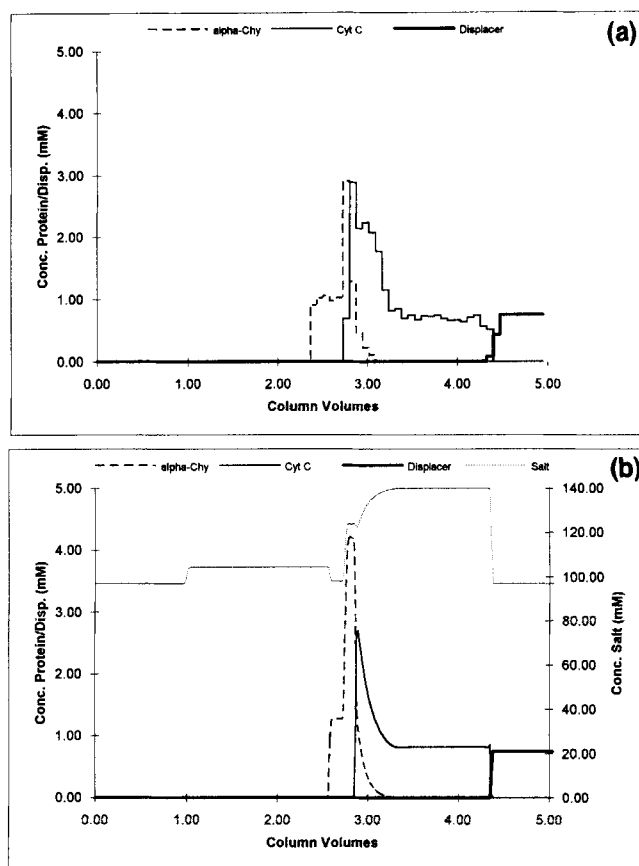 alpha-Chy Cyt C Displacer
(a)
5.00
4.00
3.00
2.00
1.00
0.00
Conc. Protein/Disp. (mM)
0.00 1.00 2.00 3.00 4.00 5.00
Column Volumes
alpha-Chy Cyt C Displacer Salt
(b)
5.00
4.00
3.00
2.00
1.00
0.00
Conc. Protein/Disp. (mM)
140.00
120.00
100.00
80.00
60.00
40.00
20.00
0.00
Conc. Salt (mM)
0.00 1.00 2.00 3.00 4.00 5.00
Column Volumes